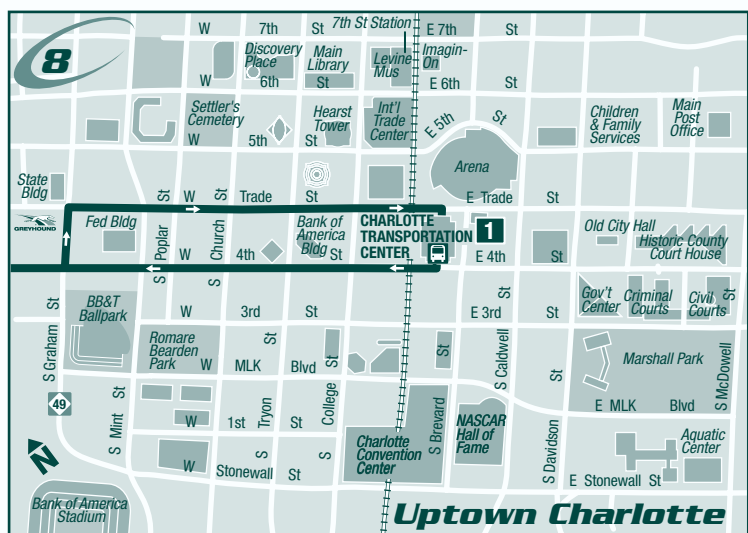 8
W 7th St
7th St Station
E 7th St
Discovery
Place
Main
Library
Levine
Mus
Imagin-
On
W 6th St
E 6th St
Settler's
Cemetery
Hearst
Tower
Int'l
Trade
Center
E 5th St
Children
& Family
Services
Main
Post
Office
W 5th St
Arena
State
Bldg
St W St Trade St
E Trade St
GREYHOUND
Fed Bldg
S Poplar
S Church
Bank of
America
Bldg
CHARLOTTE
TRANSPORTATION
CENTER
1
Old City Hall
Historic County
Court House
W 4th St
E 4th St
BB&T
Ballpark
Gov't
Center
Criminal
Courts
Civil
Courts
W 3rd St
E 3rd St
S Graham St
Romare
Bearden
Park
W MLK Blvd
S Caldwell St
Marshall Park
S McDowell St
49
S Mint St
S Tryon St
S College St
S Brevard St
S Davidson St
E MLK Blvd
W 1st St
NASCAR
Hall of
Fame
Charlotte
Convention
Center
Aquatic
Center
N
W Stonewall St
E Stonewall St
Bank of America
Stadium
Uptown Charlotte